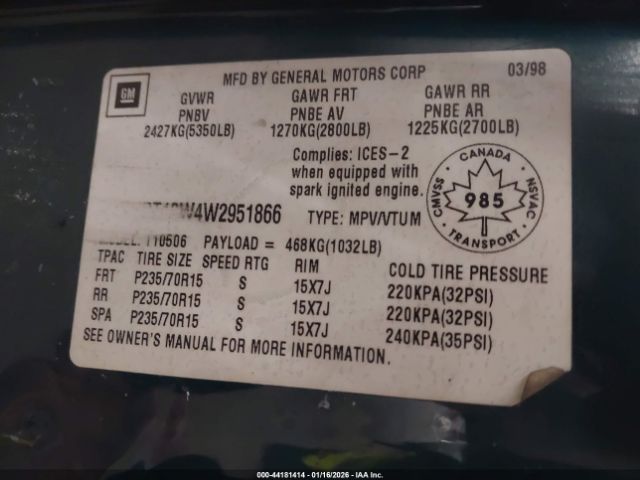 GM
MFD BY GENERAL MOTORS CORP 03/98
GVWR GAWR FRT GAWR RR
PNBV PNBE AV PNBE AR
2427KG(5350LB) 1270KG(2800LB) 1225KG(2700LB)
Complies: ICES-2
when equipped with
spark ignited engine.
CANADA
CMVSS 985 NSVAC
TRANSPORT
W4W2951866 TYPE: MPV/VTUM
MODEL: T10506 PAYLOAD = 468KG(1032LB)
TPAC TIRE SIZE SPEED RTG RIM COLD TIRE PRESSURE
FRT P235/70R15 S 15X7J 220KPA(32PSI)
RR P235/70R15 S 15X7J 220KPA(32PSI)
SPA P235/70R15 S 15X7J 240KPA(35PSI)
SEE OWNER'S MANUAL FOR MORE INFORMATION.
000-44181414 - 01/16/2026 - IAA Inc.